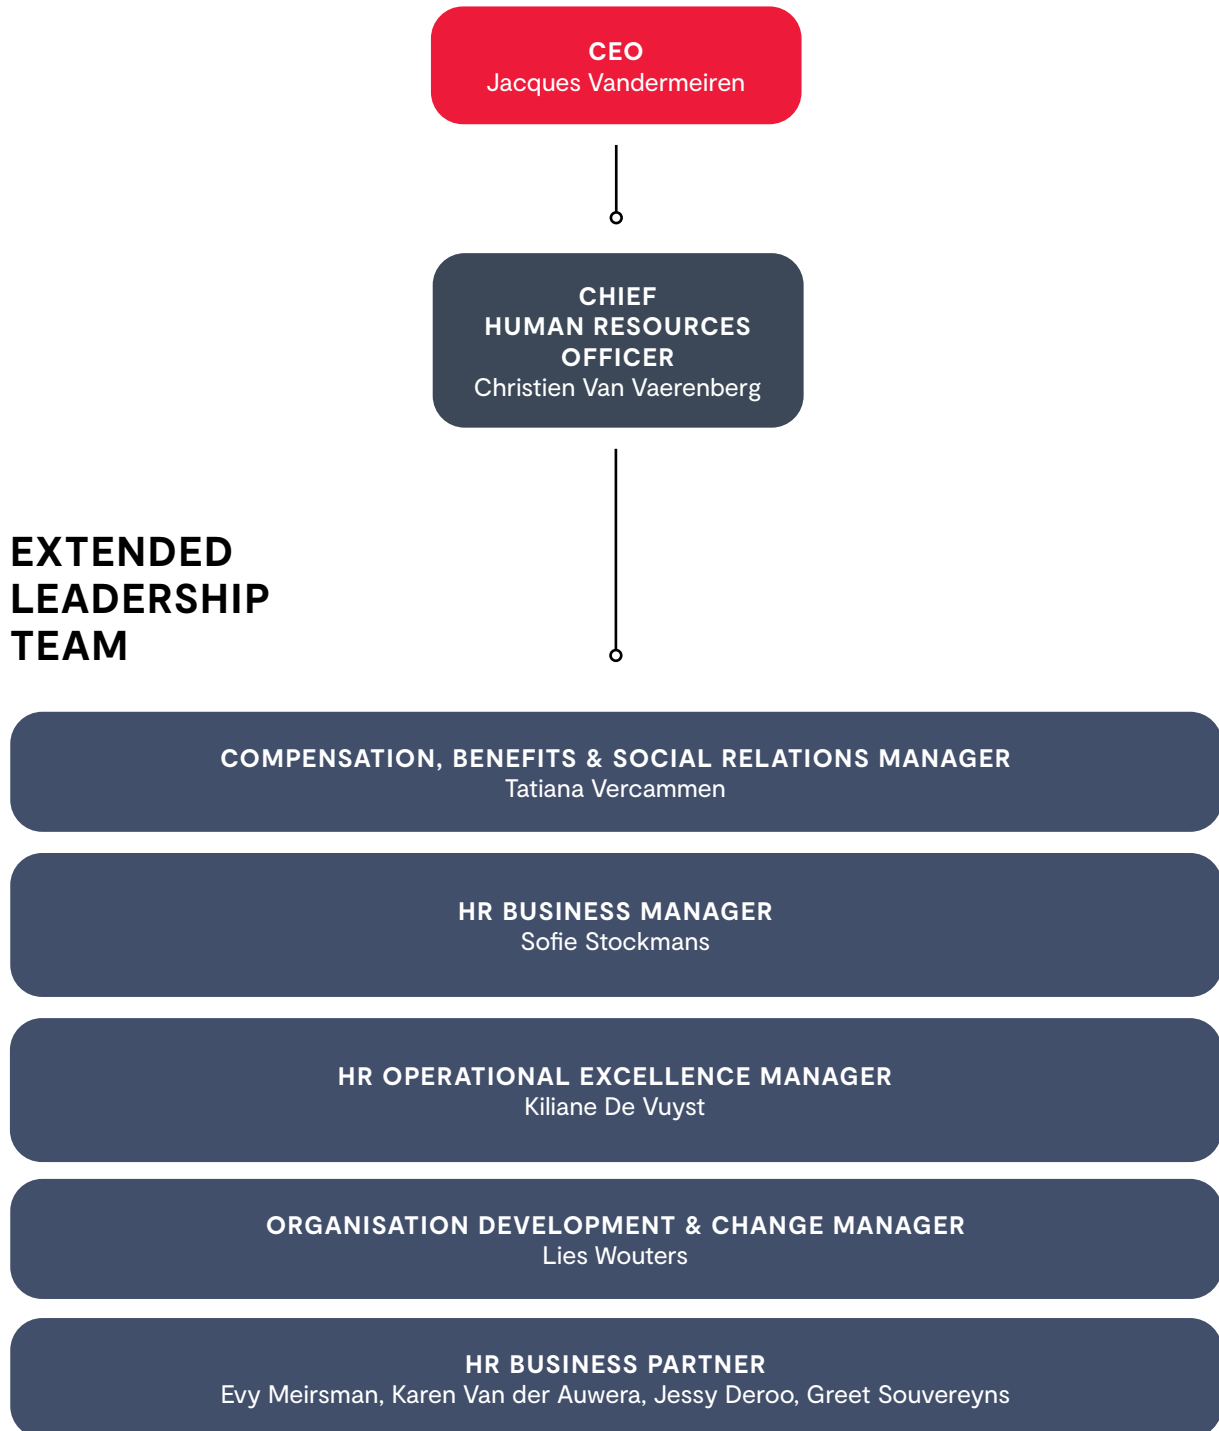 CEO
Jacques Vandermeiren
CHIEF
HUMAN RESOURCES
OFFICER
Christien Van Vaerenberg
EXTENDED
LEADERSHIP
TEAM
COMPENSATION, BENEFITS & SOCIAL RELATIONS MANAGER
Tatiana Vercammen
HR BUSINESS MANAGER
Sofie Stockmans
HR OPERATIONAL EXCELLENCE MANAGER
Kiliane De Vuyst
ORGANISATION DEVELOPMENT & CHANGE MANAGER
Lies Wouters
HR BUSINESS PARTNER
Evy Meirsman, Karen Van der Auwera, Jessy Deroo, Greet Souvereyns